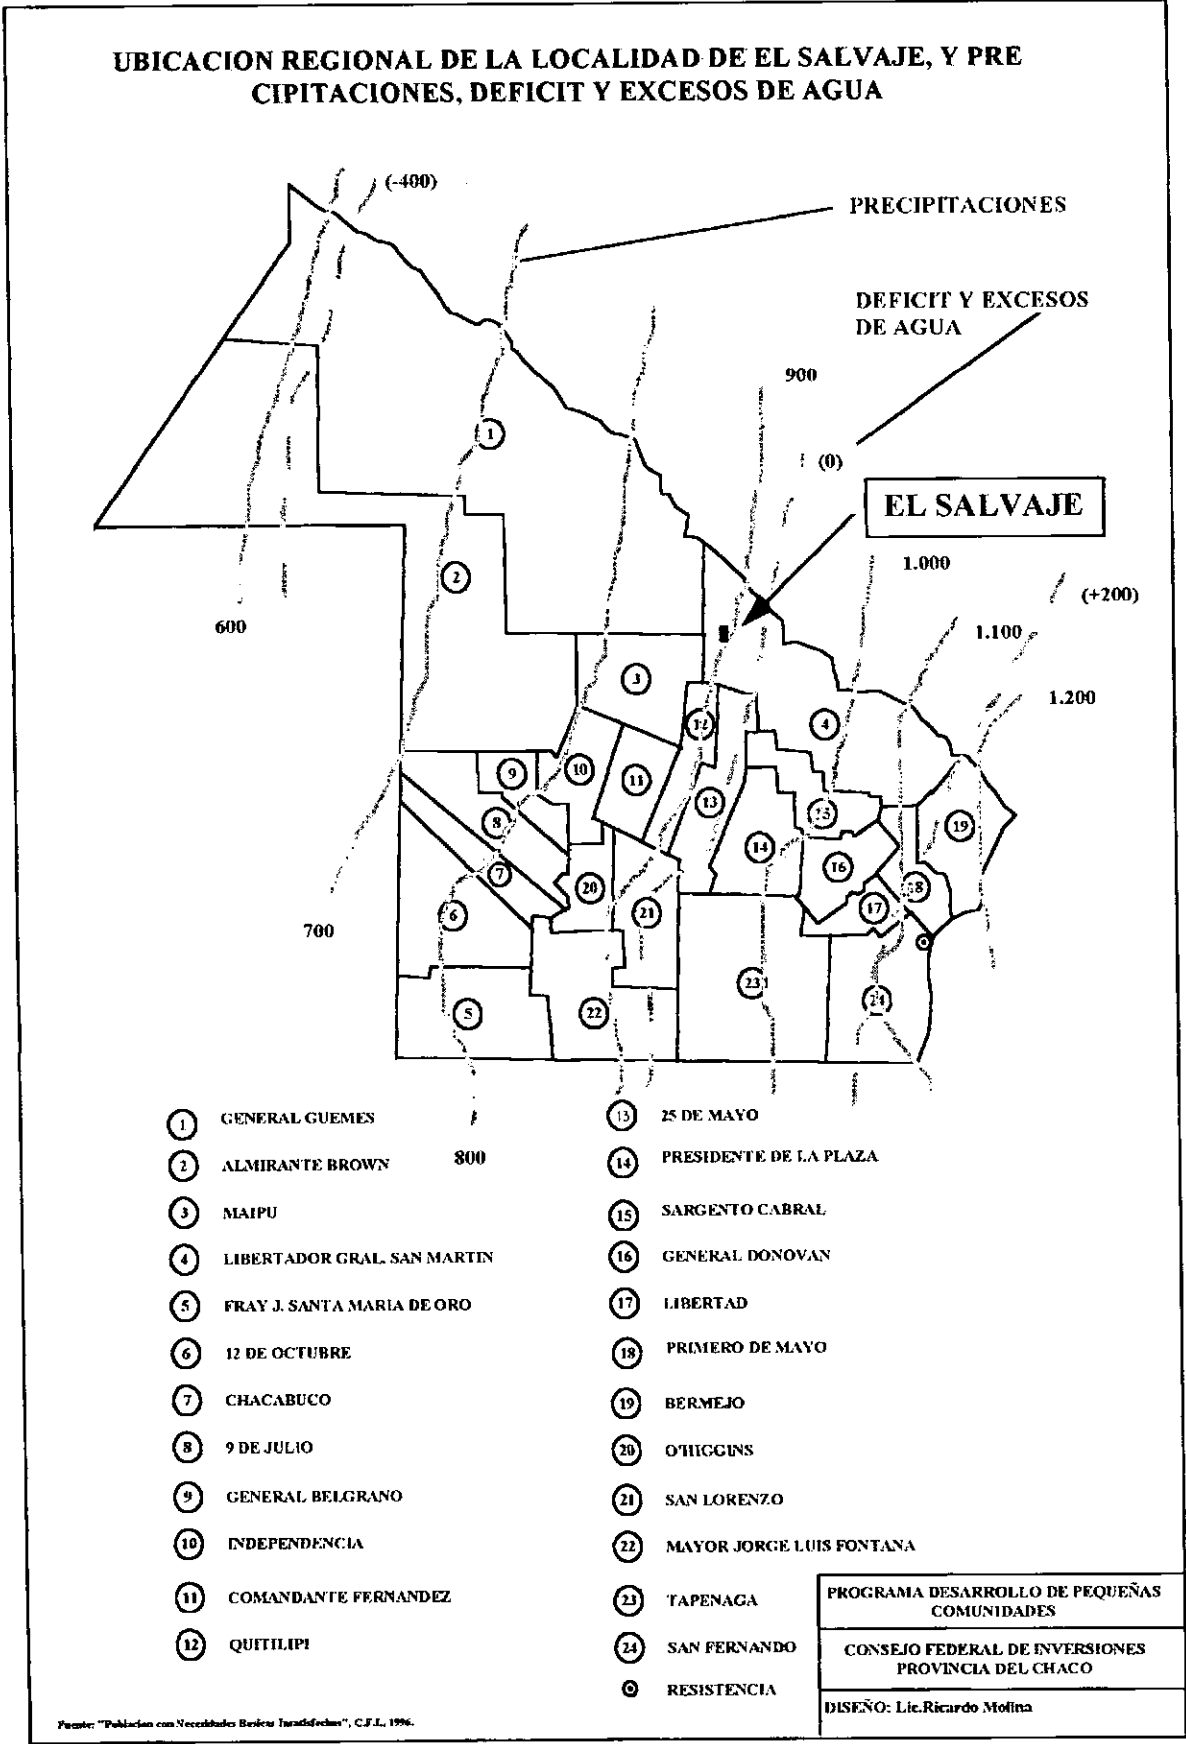 UBICACION REGIONAL DE LA LOCALIDAD DE EL SALVAJE, Y PRE
CIPITACIONES, DEFICIT Y EXCESOS DE AGUA
(-400)
PRECIPITACIONES
DEFICIT Y EXCESOS
DE AGUA
900
(0)
EL SALVAJE
1.000
(+200)
1.100
1.200
600
700
800
1
2
3
4
12
9
10
11
13
15
19
8
14
16
7
20
18
6
21
17
23
5
22
24
1 GENERAL GUEMES
2 ALMIRANTE BROWN
3 MAIPU
4 LIBERTADOR GRAL. SAN MARTIN
5 FRAY J. SANTA MARIA DE ORO
6 12 DE OCTUBRE
7 CHACABUCO
8 9 DE JULIO
9 GENERAL BELGRANO
10 INDEPENDENCIA
11 COMANDANTE FERNANDEZ
12 QUITILIPI
13 25 DE MAYO
14 PRESIDENTE DE LA PLAZA
15 SARGENTO CABRAL
16 GENERAL DONOVAN
17 LIBERTAD
18 PRIMERO DE MAYO
19 BERMEJO
20 O'HIGGINS
21 SAN LORENZO
22 MAYOR JORGE LUIS FONTANA
23 TAPENAGA
24 SAN FERNANDO
RESISTENCIA
PROGRAMA DESARROLLO DE PEQUEÑAS
COMUNIDADES
CONSEJO FEDERAL DE INVERSIONES
PROVINCIA DEL CHACO
DISEÑO: Lic.Ricardo Molina
Fuente: "Poblacion con Necesidades Basicas Insatisfechas", C.F.I., 1996.